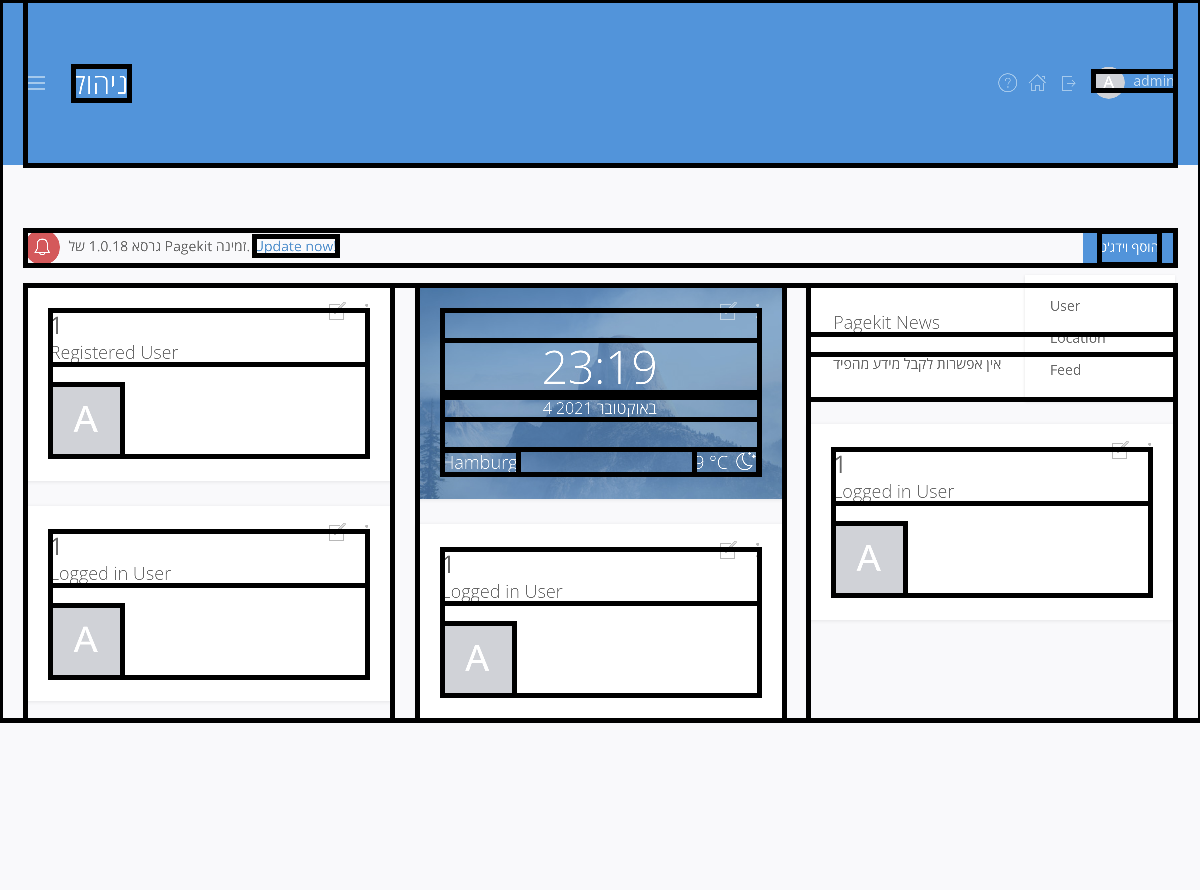 ניהול
A admin
גרסא 1.0.18 של Pagekit זמינה. Update now!
הוסף וידג'ט
User
Location
Feed
1
Registered User
A
1
Logged in User
A
23:19
4 באוקטובר 2021
Hamburg
9 °C
1
Logged in User
A
Pagekit News
אין אפשרות לקבל מידע מהפיד
1
Logged in User
A